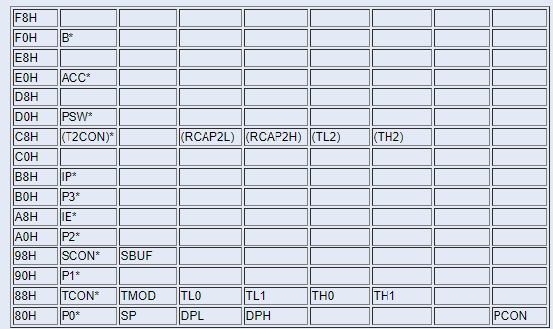 F8H
F0H B*
E8H
E0H ACC*
D8H
D0H PSW*
C8H (T2CON)* (RCAP2L) (RCAP2H) (TL2) (TH2)
C0H
B8H IP*
B0H P3*
A8H IE*
A0H P2*
98H SCON* SBUF
90H P1*
88H TCON* TMOD TL0 TL1 TH0 TH1
80H P0* SP DPL DPH PCON